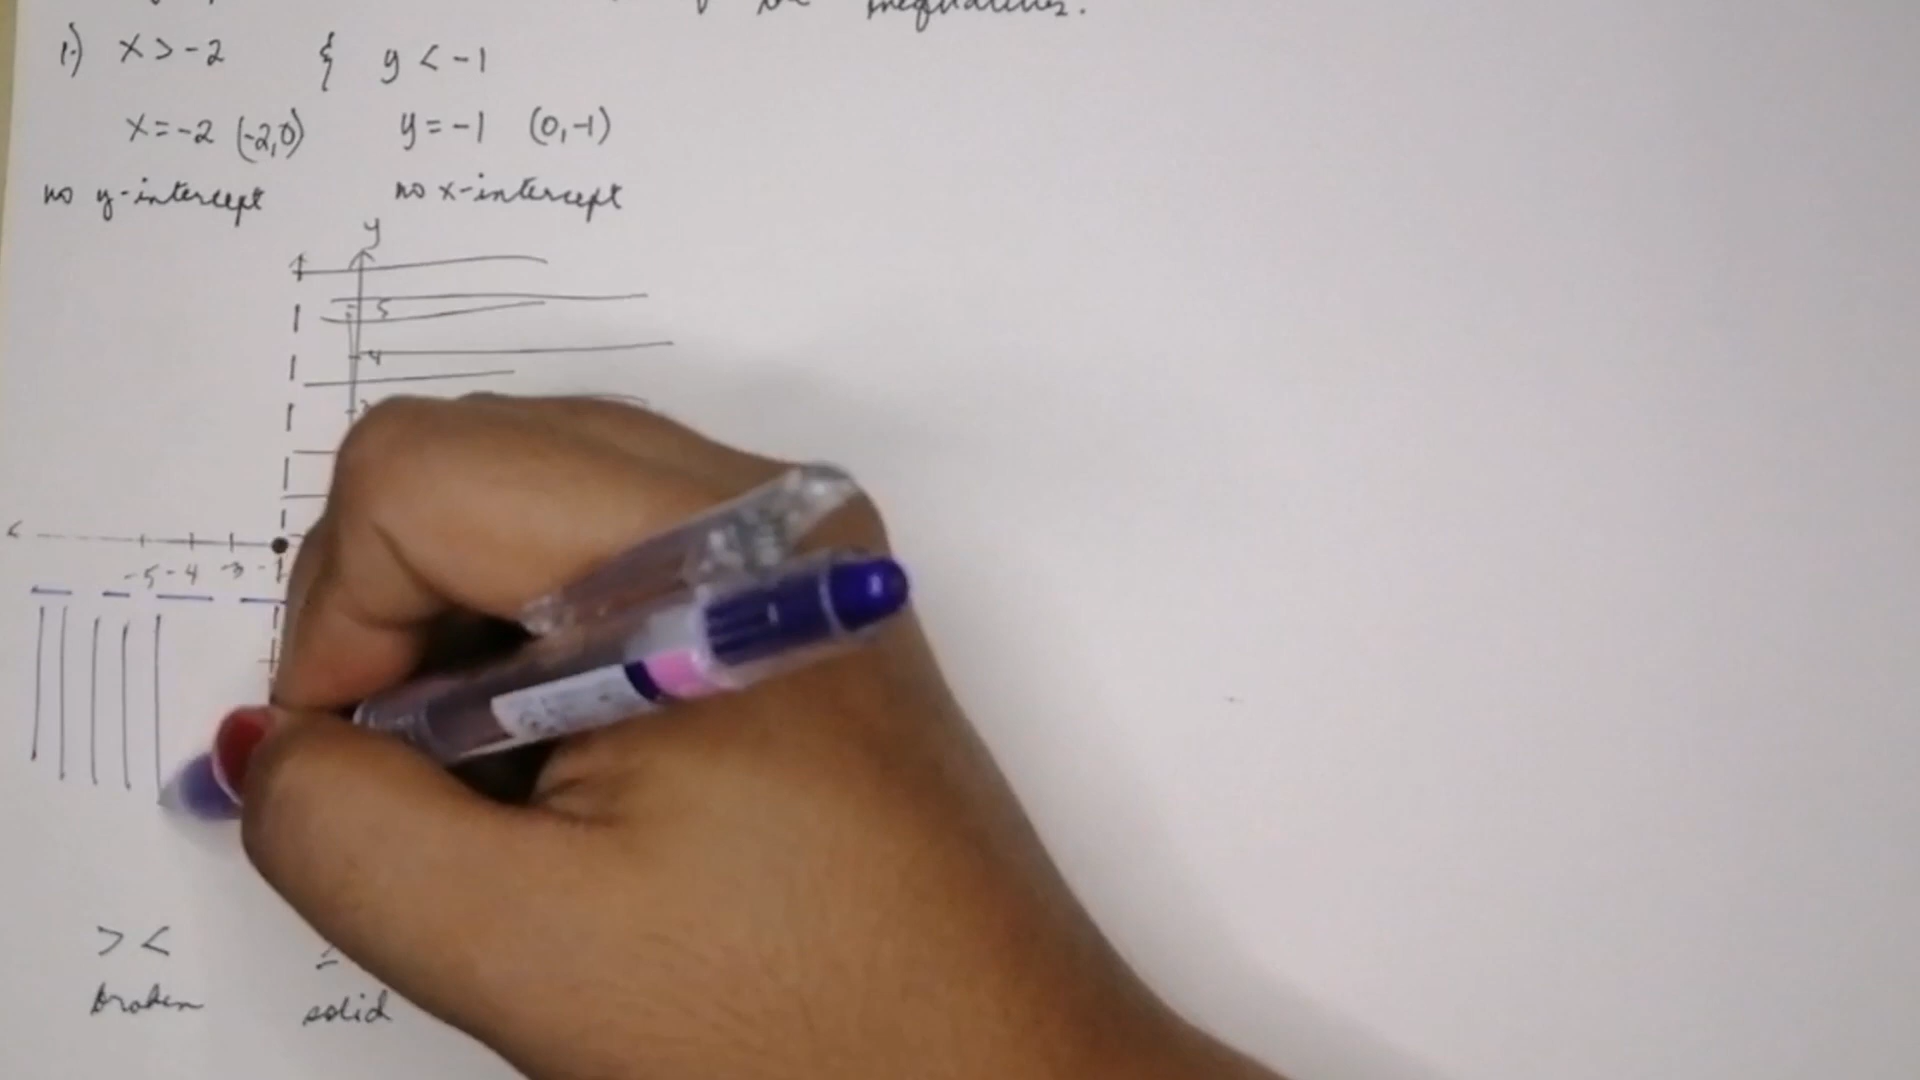 inequalities.
1.) x > -2 { y < -1
x = -2 (-2,0) y = -1 (0,-1)
no y-intercept no x-intercept
y
5
4
-5 -4 -3
> <
broken solid